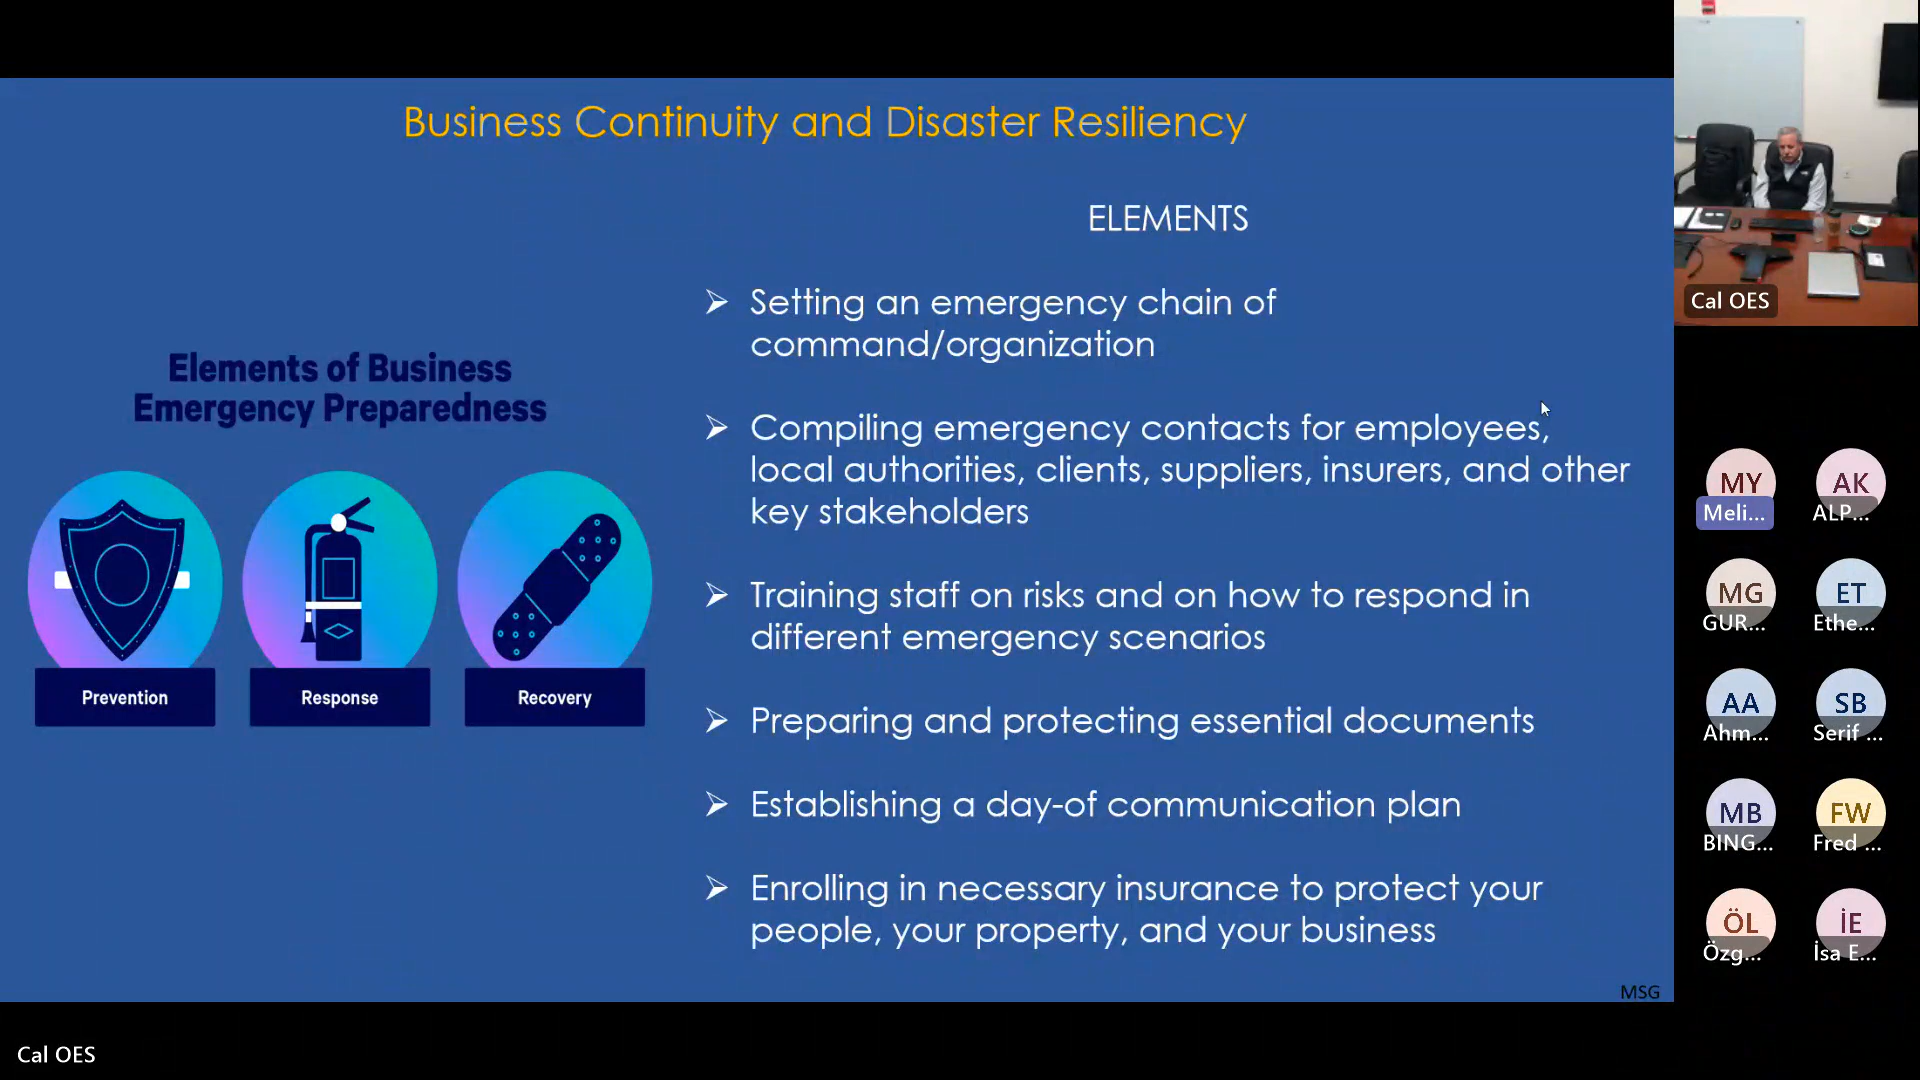 Business Continuity and Disaster Resiliency
ELEMENTS
Setting an emergency chain of
command/organization
Compiling emergency contacts for employees,
local authorities, clients, suppliers, insurers, and other
key stakeholders
Training staff on risks and on how to respond in
different emergency scenarios
Preparing and protecting essential documents
Establishing a day-of communication plan
Enrolling in necessary insurance to protect your
people, your property, and your business
Elements of Business
Emergency Preparedness
Prevention
Response
Recovery
MSG
Cal OES
Cal OES
MY
Meli...
AK
ALP...
MG
GUR...
ET
Ethe...
AA
Ahm...
SB
Serif ...
MB
BING...
FW
Fred ...
ÖL
Özg...
İE
İsa E...